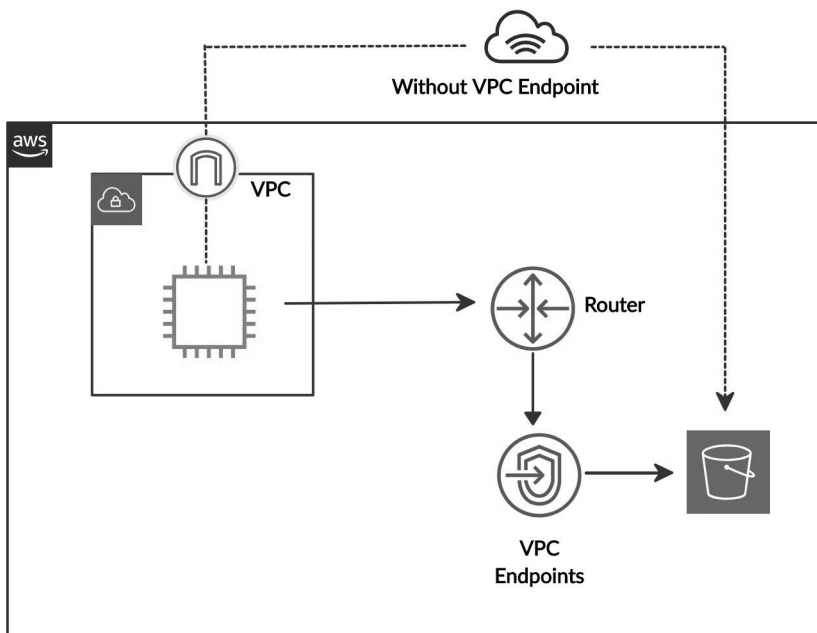 Without VPC Endpoint
aws
VPC
Router
VPC
Endpoints